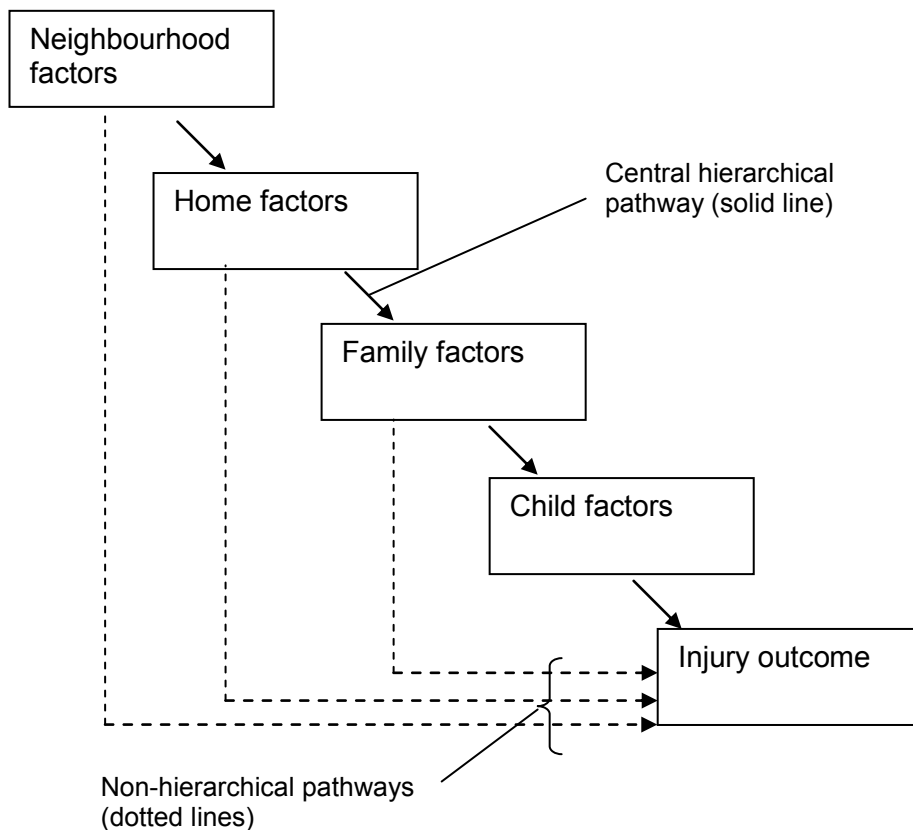 Neighbourhood
factors
Home factors
Central hierarchical
pathway (solid line)
Family factors
Child factors
Injury outcome
Non-hierarchical pathways
(dotted lines)